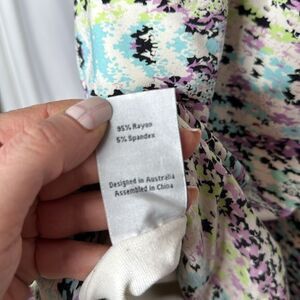 95% Rayon
5% Spandex
Designed in Australia
Assembled in China